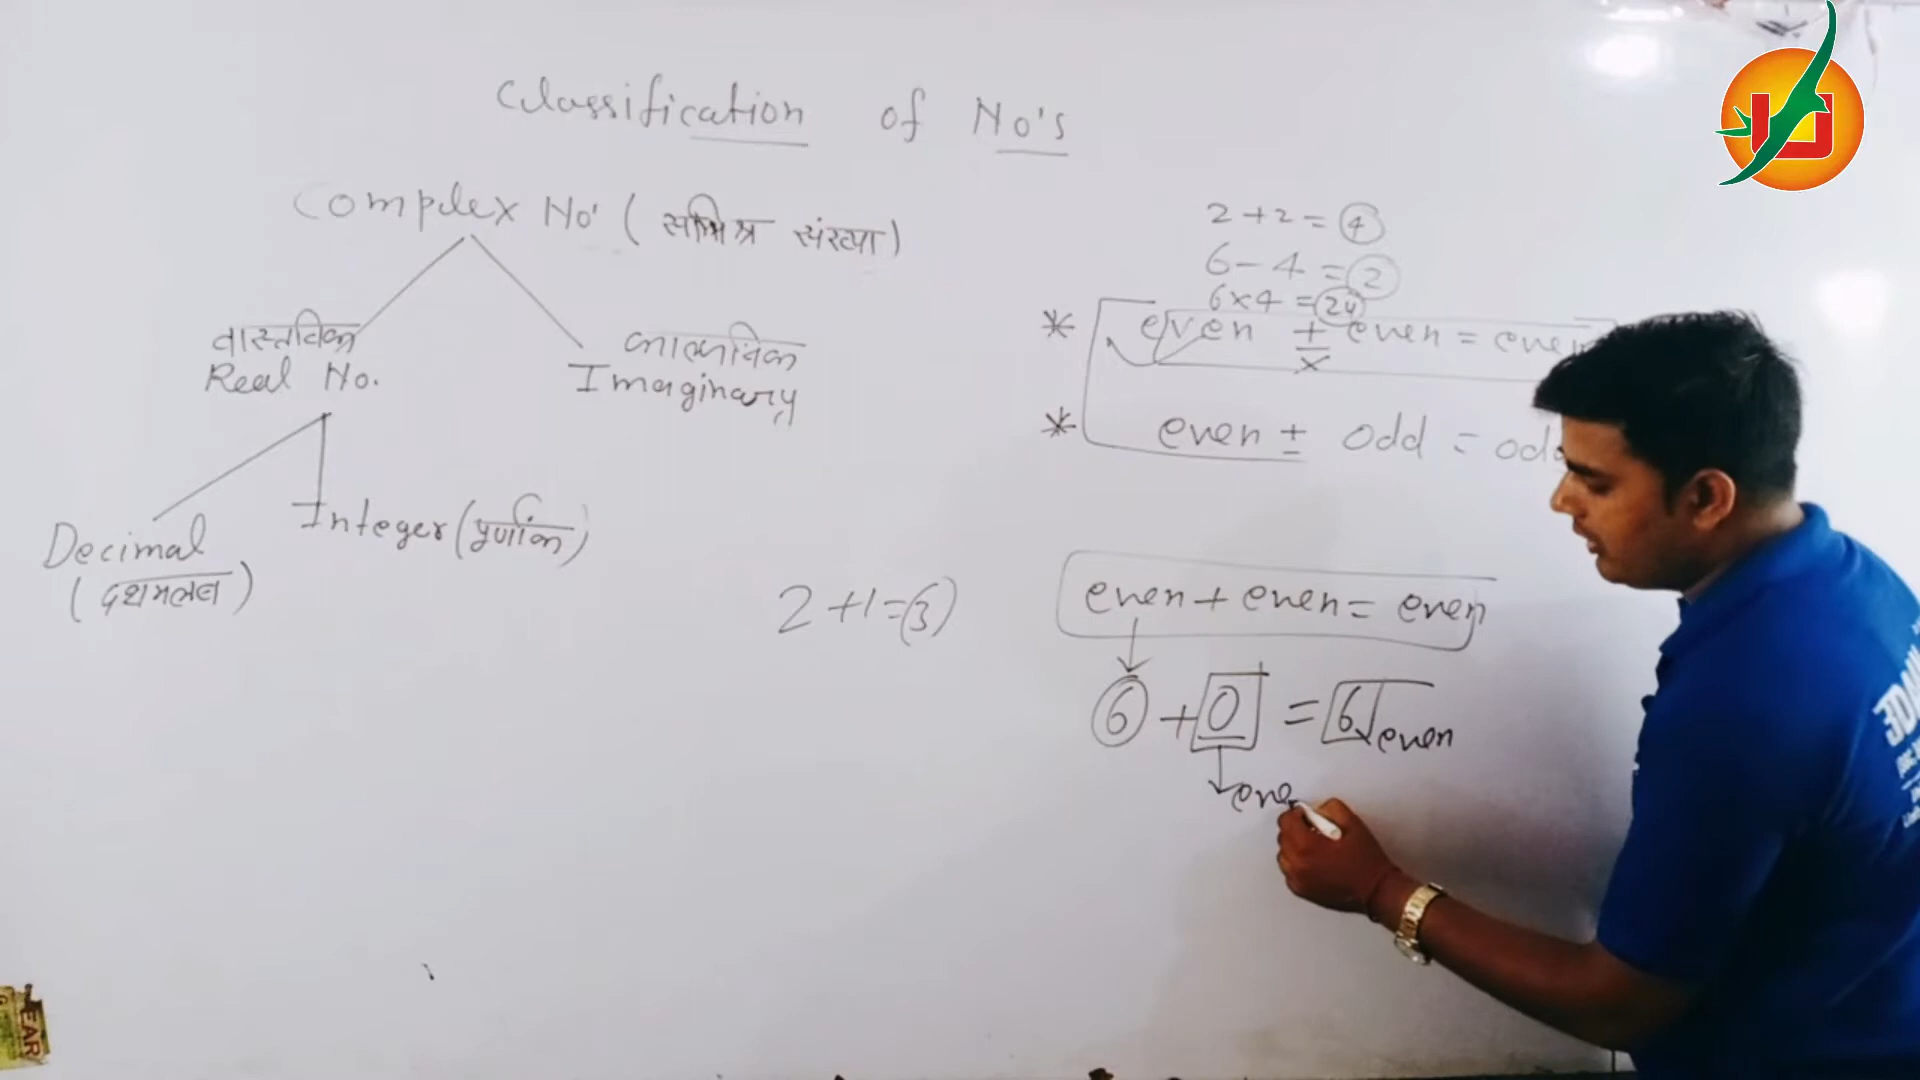 Classification of No's
Complex No' (सम्मिश्र संख्या)
वास्तविक
Real No.
काल्पनिक
Imaginary
Decimal
(दशमलव)
Integer (पूर्णांक)
2+1=3
2+2=4
6-4=2
6×4=24
* even ± even = even
×
* even ± odd = odd
even + even = even
6 + 0 = 6 even
eve
EAR